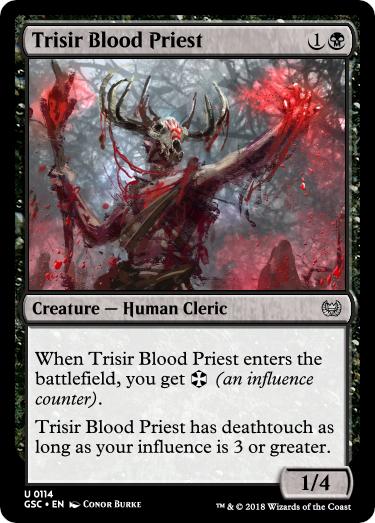 Trisir Blood Priest 1
Creature — Human Cleric
When Trisir Blood Priest enters the
battlefield, you get (an influence
counter).
Trisir Blood Priest has deathtouch as
long as your influence is 3 or greater.
1/4
U 0114
GSC • EN Conor Burke
™ & © 2018 Wizards of the Coast